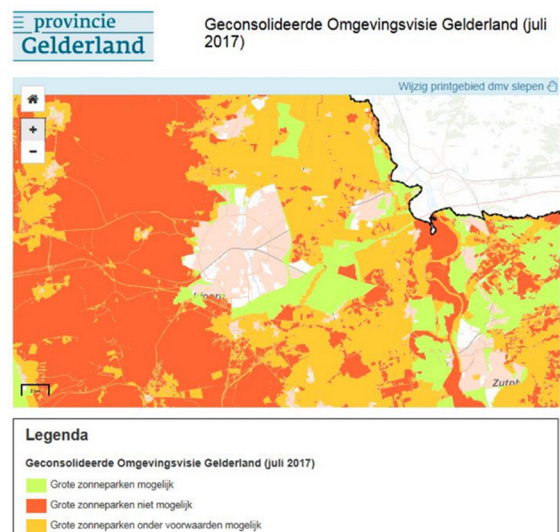 provincie
Gelderland
Geconsolideerde Omgevingsvisie Gelderland (juli
2017)
Wijzig printgebied dmv slepen
+
-
Legenda
Geconsolideerde Omgevingsvisie Gelderland (juli 2017)
Grote zonneparken mogelijk
Grote zonneparken niet mogelijk
Grote zonneparken onder voorwaarden mogelijk